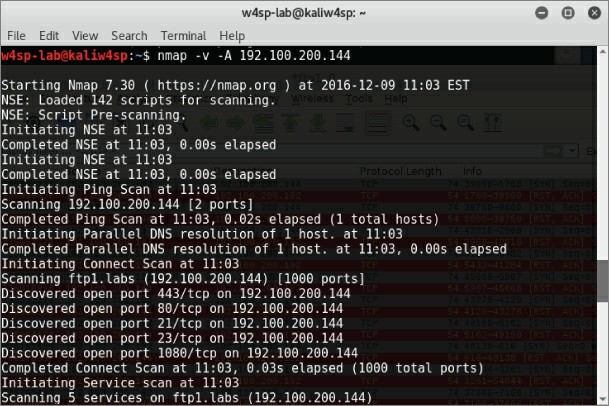 w4sp-lab@kaliw4sp: ~
File Edit View Search Terminal Help
w4sp-lab@kaliw4sp:~$ nmap -v -A 192.100.200.144
Starting Nmap 7.30 ( https://nmap.org ) at 2016-12-09 11:03 EST
NSE: Loaded 142 scripts for scanning.
NSE: Script Pre-scanning.
Initiating NSE at 11:03
Completed NSE at 11:03, 0.00s elapsed
Initiating NSE at 11:03
Completed NSE at 11:03, 0.00s elapsed
Initiating Ping Scan at 11:03
Scanning 192.100.200.144 [2 ports]
Completed Ping Scan at 11:03, 0.02s elapsed (1 total hosts)
Initiating Parallel DNS resolution of 1 host. at 11:03
Completed Parallel DNS resolution of 1 host. at 11:03, 0.00s elapsed
Initiating Connect Scan at 11:03
Scanning ftp1.labs (192.100.200.144) [1000 ports]
Discovered open port 443/tcp on 192.100.200.144
Discovered open port 80/tcp on 192.100.200.144
Discovered open port 21/tcp on 192.100.200.144
Discovered open port 23/tcp on 192.100.200.144
Discovered open port 1080/tcp on 192.100.200.144
Completed Connect Scan at 11:03, 0.03s elapsed (1000 total ports)
Initiating Service scan at 11:03
Scanning 5 services on ftp1.labs (192.100.200.144)
Wireless Tools Help
Protocol Length Info